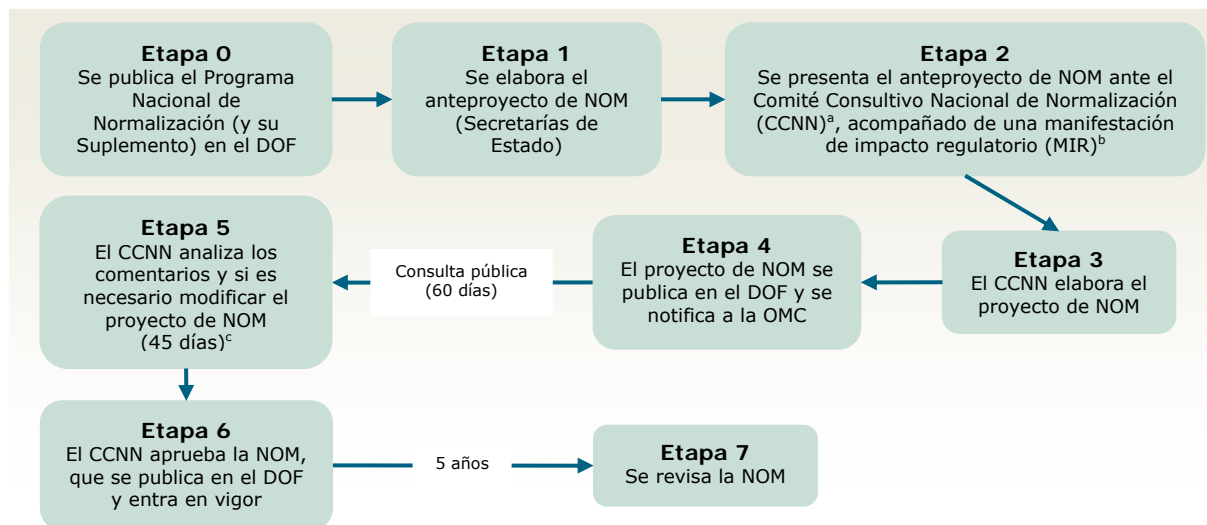 Etapa 0
Se publica el Programa
Nacional de
Normalización (y su
Suplemento) en el DOF
Etapa 1
Se elabora el
anteproyecto de NOM
(Secretarías de
Estado)
Etapa 2
Se presenta el anteproyecto de NOM ante el
Comité Consultivo Nacional de Normalización
(CCNN)ᵃ, acompañado de una manifestación
de impacto regulatorio (MIR)ᵇ
Etapa 3
El CCNN elabora el
proyecto de NOM
Etapa 4
El proyecto de NOM se
publica en el DOF y se
notifica a la OMC
Consulta pública
(60 días)
Etapa 5
El CCNN analiza los
comentarios y si es
necesario modificar el
proyecto de NOM
(45 días)ᶜ
Etapa 6
El CCNN aprueba la NOM,
que se publica en el DOF
y entra en vigor
5 años
Etapa 7
Se revisa la NOM